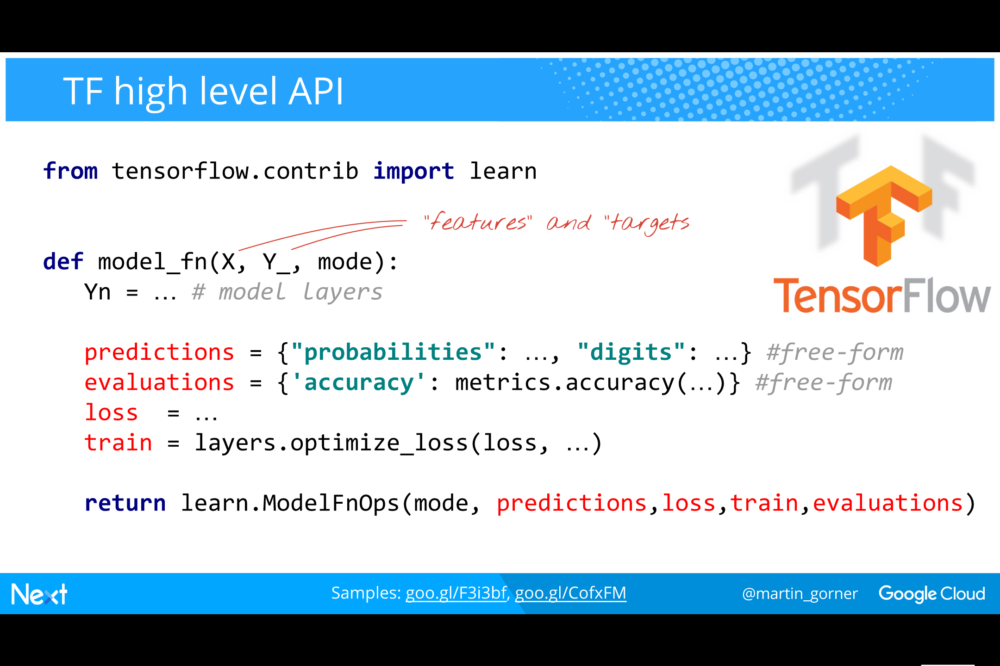 TF high level API
from tensorflow.contrib import learn
"features" and "targets
def model_fn(X, Y_, mode):
Yn = … # model layers
TensorFlow
predictions = {"probabilities": …, "digits": …} #free-form
evaluations = {'accuracy': metrics.accuracy(…)} #free-form
loss = …
train = layers.optimize_loss(loss, …)
return learn.ModelFnOps(mode, predictions,loss,train,evaluations)
Next
Samples: goo.gl/F3i3bf, goo.gl/CofxFM
@martin_gorner
Google Cloud